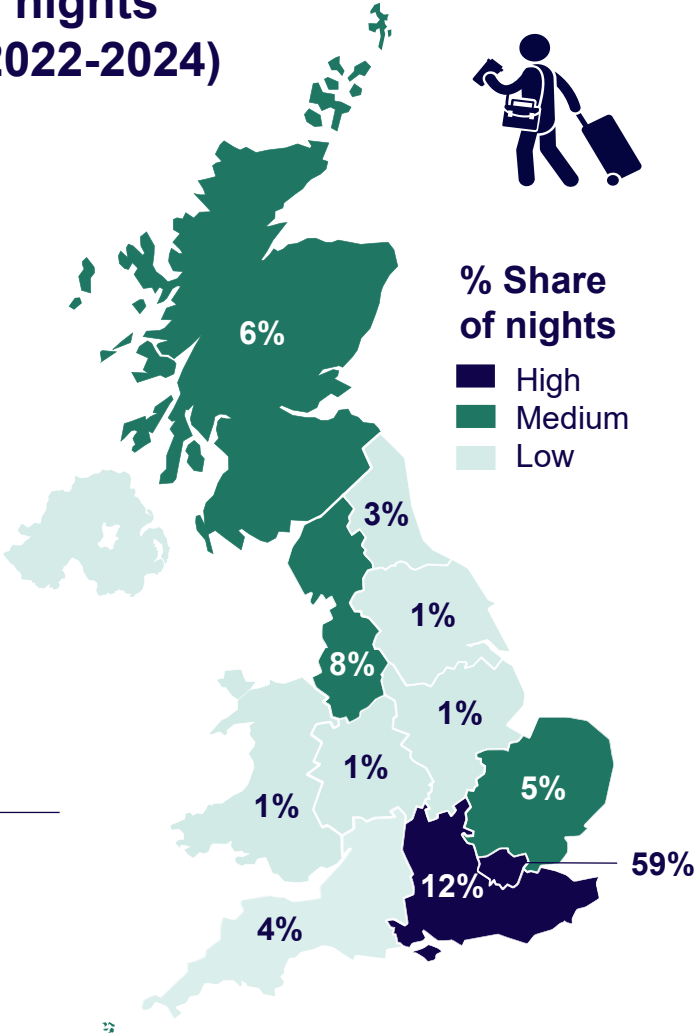 nights
2022-2024)
% Share
of nights
High
Medium
Low
6%
3%
1%
8%
1%
1%
5%
1%
59%
12%
4%